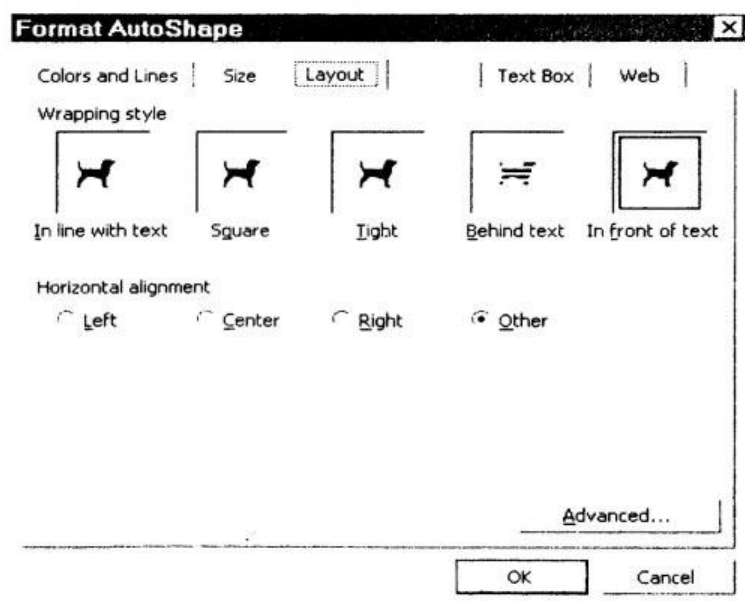 Format AutoShape
Colors and Lines Size Layout Text Box Web
Wrapping style
In line with text Square Tight Behind text In front of text
Horizontal alignment
Left Center Right Other
Advanced...
OK Cancel